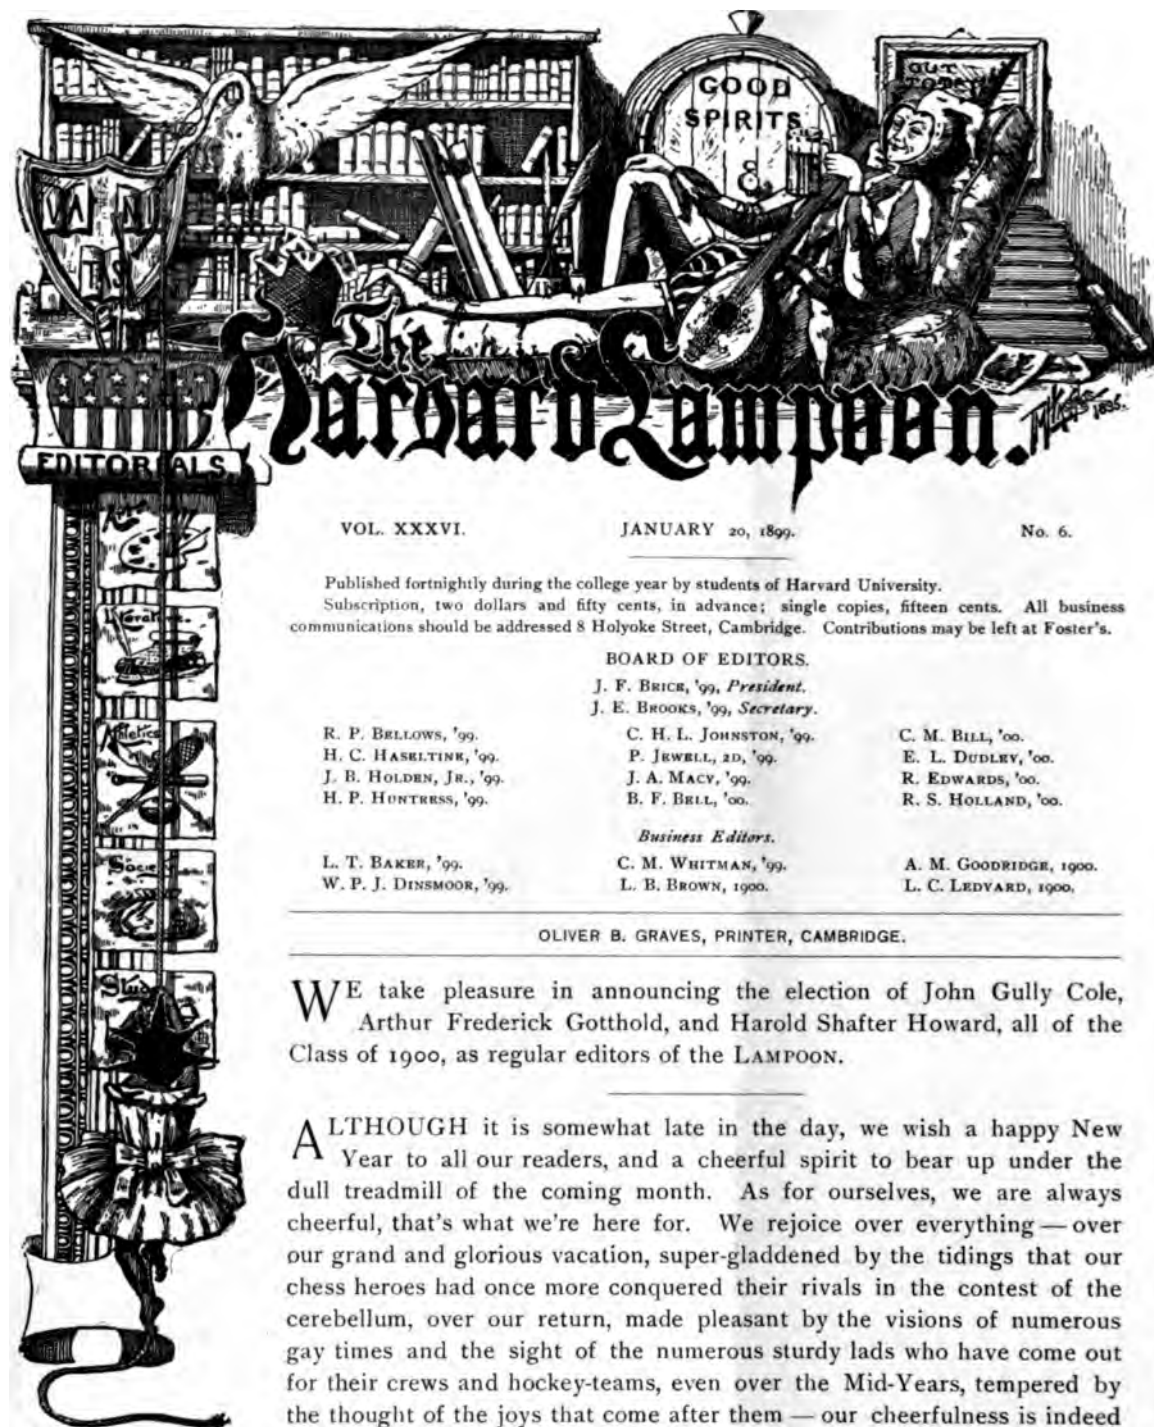 GOOD
SPIRITS
&
OUT
VA NI
TS
The
Harvard Lampoon.
1895.
EDITORIALS.
VOL. XXXVI. JANUARY 20, 1899. No. 6.
Published fortnightly during the college year by students of Harvard University.
Subscription, two dollars and fifty cents, in advance; single copies, fifteen cents. All business
communications should be addressed 8 Holyoke Street, Cambridge. Contributions may be left at Foster's.
BOARD OF EDITORS.
J. F. BRICE, '99, President.
J. E. BROOKS, '99, Secretary.
R. P. BELLOWS, '99. C. H. L. JOHNSTON, '99. C. M. BILL, '00.
H. C. HASELTINE, '99. P. JEWELL, 2D, '99. E. L. DUDLEY, '00.
J. B. HOLDEN, JR., '99. J. A. MACY, '99. R. EDWARDS, '00.
H. P. HUNTRESS, '99. B. F. BELL, '00. R. S. HOLLAND, '00.
Business Editors.
L. T. BAKER, '99. C. M. WHITMAN, '99. A. M. GOODRIDGE, 1900.
W. P. J. DINSMOOR, '99. L. B. BROWN, 1900. L. C. LEDYARD, 1900.
OLIVER B. GRAVES, PRINTER, CAMBRIDGE.
Literature.
Athletics
Society
WE take pleasure in announcing the election of John Gully Cole,
Arthur Frederick Gotthold, and Harold Shafter Howard, all of the
Class of 1900, as regular editors of the LAMPOON.
ALTHOUGH it is somewhat late in the day, we wish a happy New
Year to all our readers, and a cheerful spirit to bear up under the
dull treadmill of the coming month. As for ourselves, we are always
cheerful, that's what we're here for. We rejoice over everything — over
our grand and glorious vacation, super-gladdened by the tidings that our
chess heroes had once more conquered their rivals in the contest of the
cerebellum, over our return, made pleasant by the visions of numerous
gay times and the sight of the numerous sturdy lads who have come out
for their crews and hockey-teams, even over the Mid-Years, tempered by
the thought of the joys that come after them — our cheerfulness is indeed